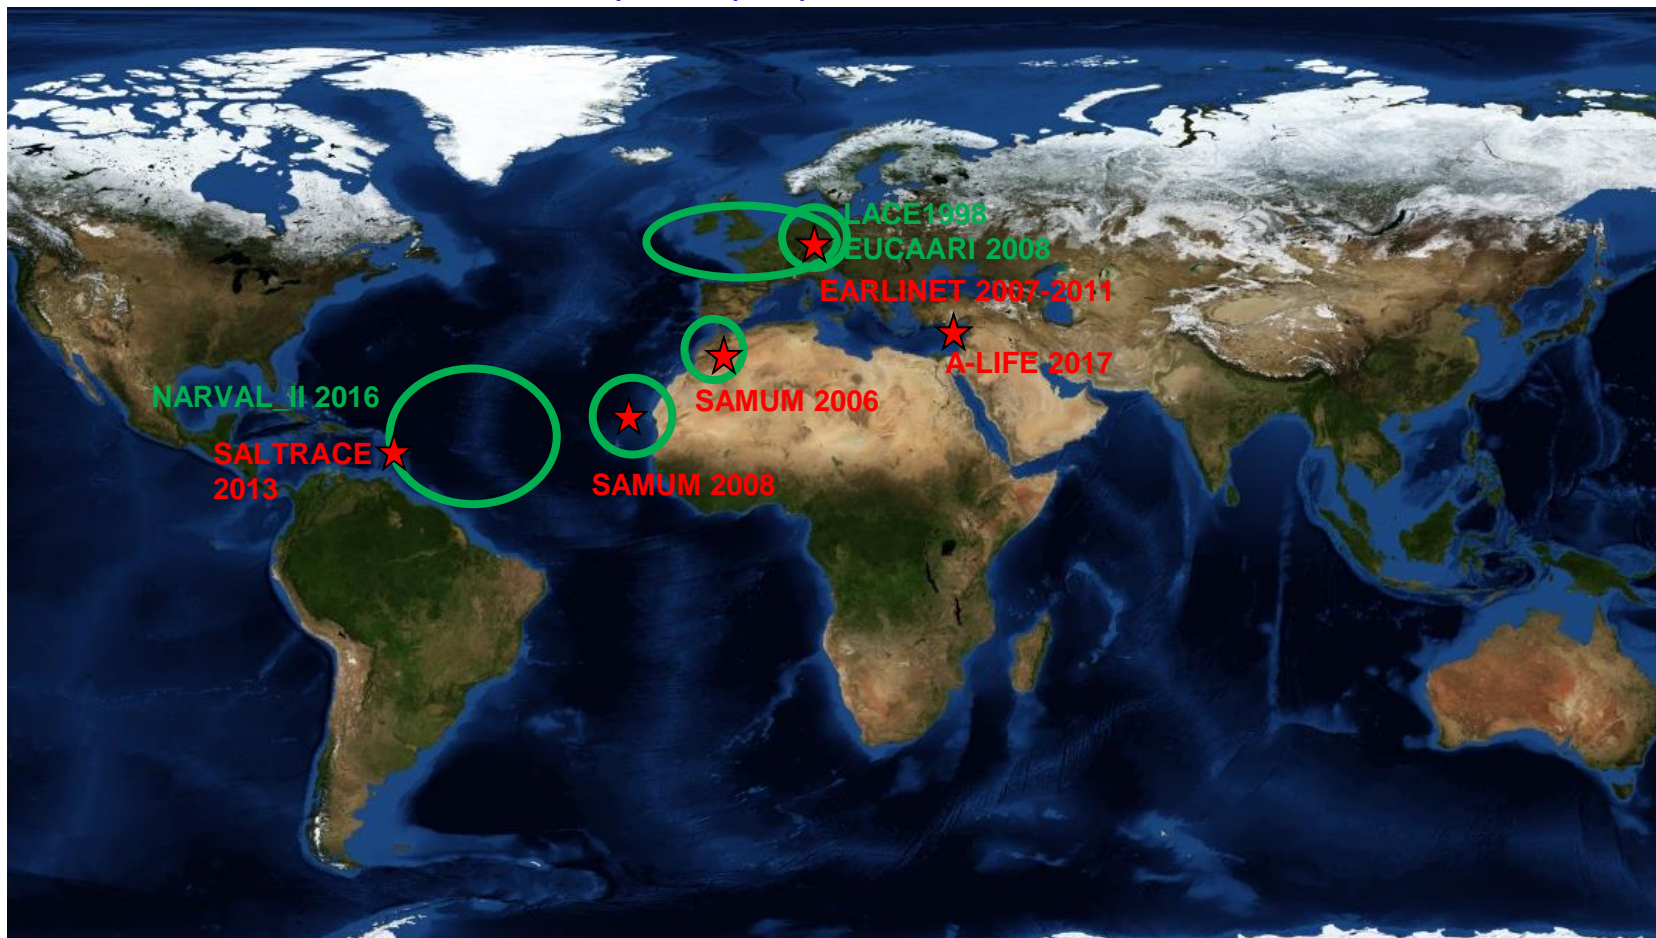 LACE1998
EUCAARI 2008
EARLINET 2007-2011
A-LIFE 2017
NARVAL_II 2016
SAMUM 2006
SALTRACE
2013
SAMUM 2008